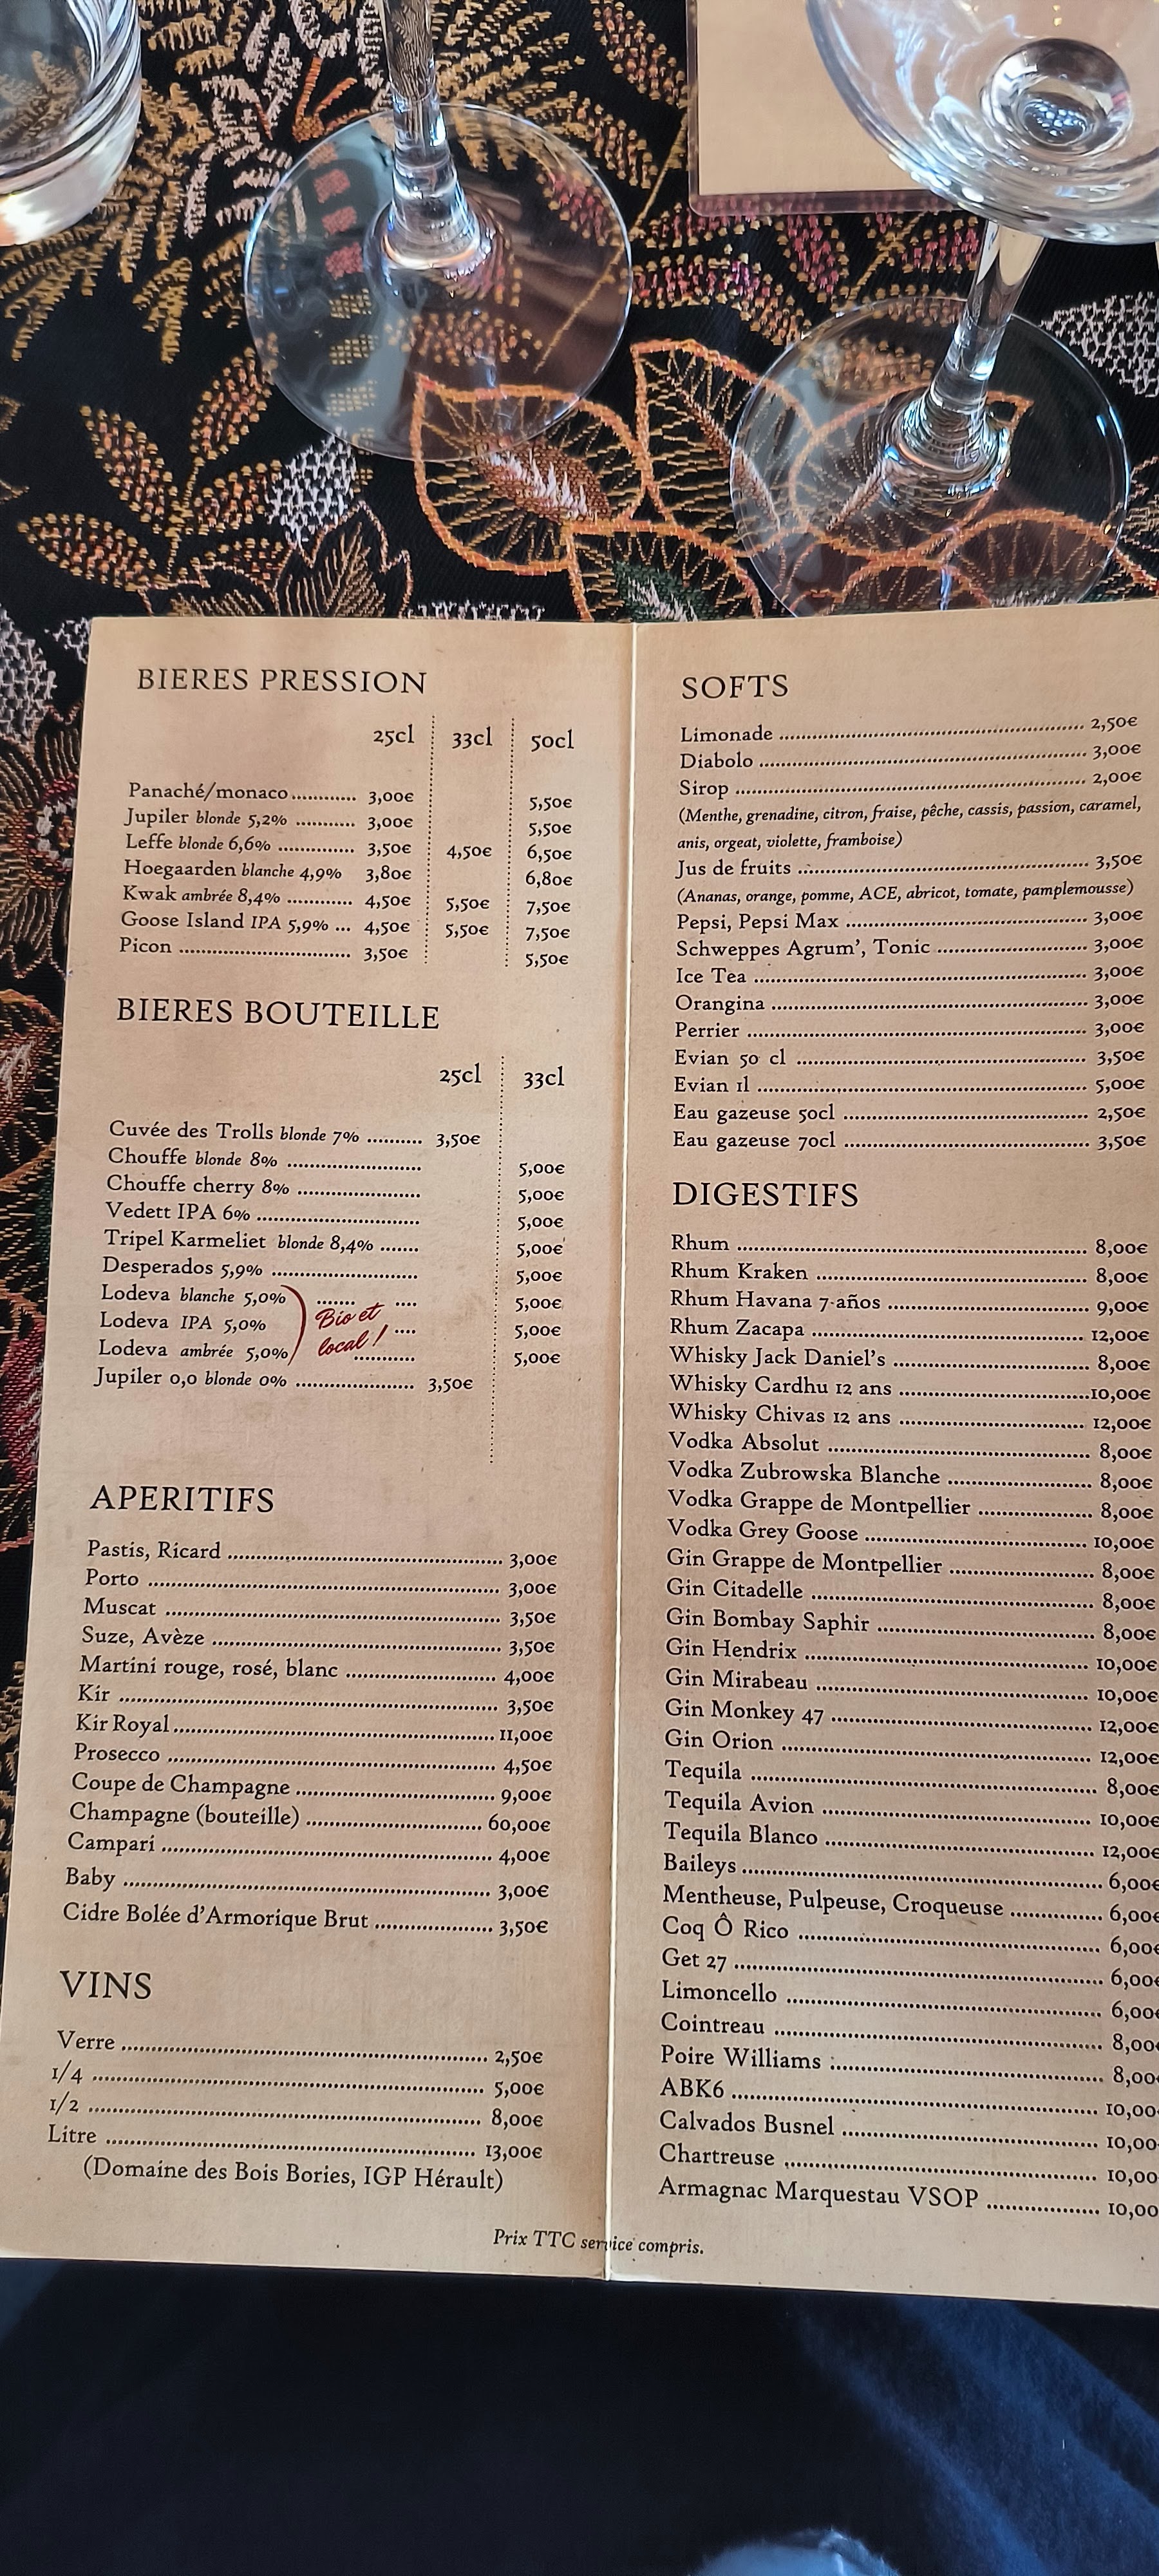 BIERES PRESSION
25cl 33cl 50cl
Panaché/monaco ............ 3,00€ 5,50€
Jupiler blonde 5,2% ........... 3,00€ 5,50€
Leffe blonde 6,6% .............. 3,50€ 4,50€ 6,50€
Hoegaarden blanche 4,9% 3,80€ 6,80€
Kwak ambrée 8,4% ............ 4,50€ 5,50€ 7,50€
Goose Island IPA 5,9% ... 4,50€ 5,50€ 7,50€
Picon ................................ 3,50€ 5,50€
BIERES BOUTEILLE
25cl 33cl
Cuvée des Trolls blonde 7% .......... 3,50€
Chouffe blonde 8% ........................ 5,00€
Chouffe cherry 8% ...................... 5,00€
Vedett IPA 6% ............................. 5,00€
Tripel Karmeliet blonde 8,4% ....... 5,00€
Desperados 5,9% .......................... 5,00€
Lodeva blanche 5,0% ....... .... 5,00€
Lodeva IPA 5,0% .... 5,00€
Lodeva ambrée 5,0% ........... 5,00€
Bio et
local !
Jupiler 0,0 blonde 0% ..................... 3,50€
APERITIFS
Pastis, Ricard .................................... 3,00€
Porto .................................... 3,00€
Muscat .................................... 3,50€
Suze, Avèze .................................... 3,50€
Martini rouge, rosé, blanc .......................... 4,00€
Kir .................................... 3,50€
Kir Royal .................................... 11,00€
Prosecco .................................... 4,50€
Coupe de Champagne .................................... 9,00€
Champagne (bouteille) .............................. 60,00€
Campari .................................... 4,00€
Baby .................................... 3,00€
Cidre Bolée d'Armorique Brut .................... 3,50€
VINS
Verre .................................... 2,50€
1/4 .................................... 5,00€
1/2 .................................... 8,00€
Litre .................................... 13,00€
(Domaine des Bois Bories, IGP Hérault)
SOFTS
Limonade .................................... 2,50€
Diabolo .................................... 3,00€
Sirop .................................... 2,00€
(Menthe, grenadine, citron, fraise, pêche, cassis, passion, caramel,
anis, orgeat, violette, framboise)
Jus de fruits .................................... 3,50€
(Ananas, orange, pomme, ACE, abricot, tomate, pamplemousse)
Pepsi, Pepsi Max .................................... 3,00€
Schweppes Agrum', Tonic .......................... 3,00€
Ice Tea .................................... 3,00€
Orangina .................................... 3,00€
Perrier .................................... 3,00€
Evian 50 cl .................................... 3,50€
Evian 1l .................................... 5,00€
Eau gazeuse 50cl .................................... 2,50€
Eau gazeuse 70cl .................................... 3,50€
DIGESTIFS
Rhum .................................... 8,00€
Rhum Kraken .................................... 8,00€
Rhum Havana 7 años .................................... 9,00€
Rhum Zacapa .................................... 12,00€
Whisky Jack Daniel's .................................... 8,00€
Whisky Cardhu 12 ans .................................... 10,00€
Whisky Chivas 12 ans .................................... 12,00€
Vodka Absolut .................................... 8,00€
Vodka Zubrowska Blanche ......................... 8,00€
Vodka Grappe de Montpellier .................... 8,00€
Vodka Grey Goose .................................... 10,00€
Gin Grappe de Montpellier ......................... 8,00€
Gin Citadelle .................................... 8,00€
Gin Bombay Saphir .................................... 8,00€
Gin Hendrix .................................... 10,00€
Gin Mirabeau .................................... 10,00€
Gin Monkey 47 .................................... 12,00€
Gin Orion .................................... 12,00€
Tequila .................................... 8,00€
Tequila Avion .................................... 10,00€
Tequila Blanco .................................... 12,00€
Baileys .................................... 6,00€
Mentheuse, Pulpeuse, Croqueuse ................ 6,00€
Coq Ô Rico .................................... 6,00€
Get 27 .................................... 6,00€
Limoncello .................................... 6,00€
Cointreau .................................... 8,00€
Poire Williams .................................... 8,00
ABK6 .................................... 10,00
Calvados Busnel .................................... 10,00
Chartreuse .................................... 10,00
Armagnac Marquestau VSOP .................... 10,00
Prix TTC service compris.